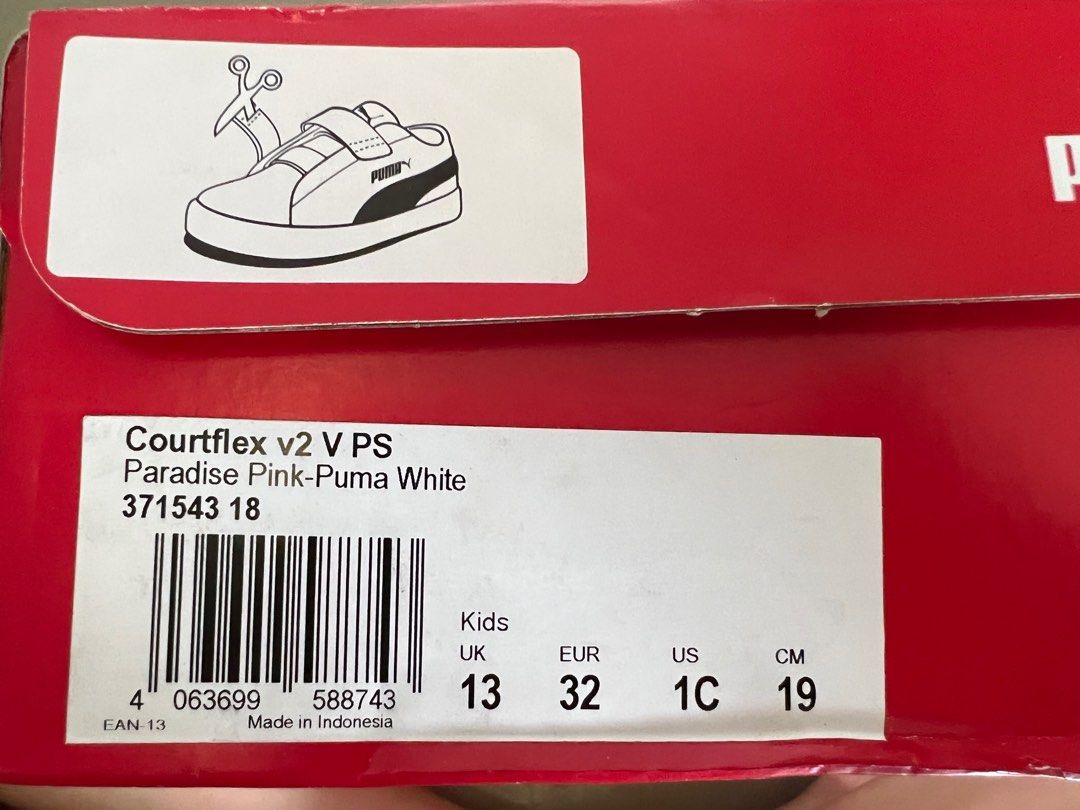 PUMA
Courtflex v2 V PS
Paradise Pink-Puma White
371543 18
Kids
UK EUR US CM
13 32 1C 19
4 063699 588743
EAN-13 Made in Indonesia